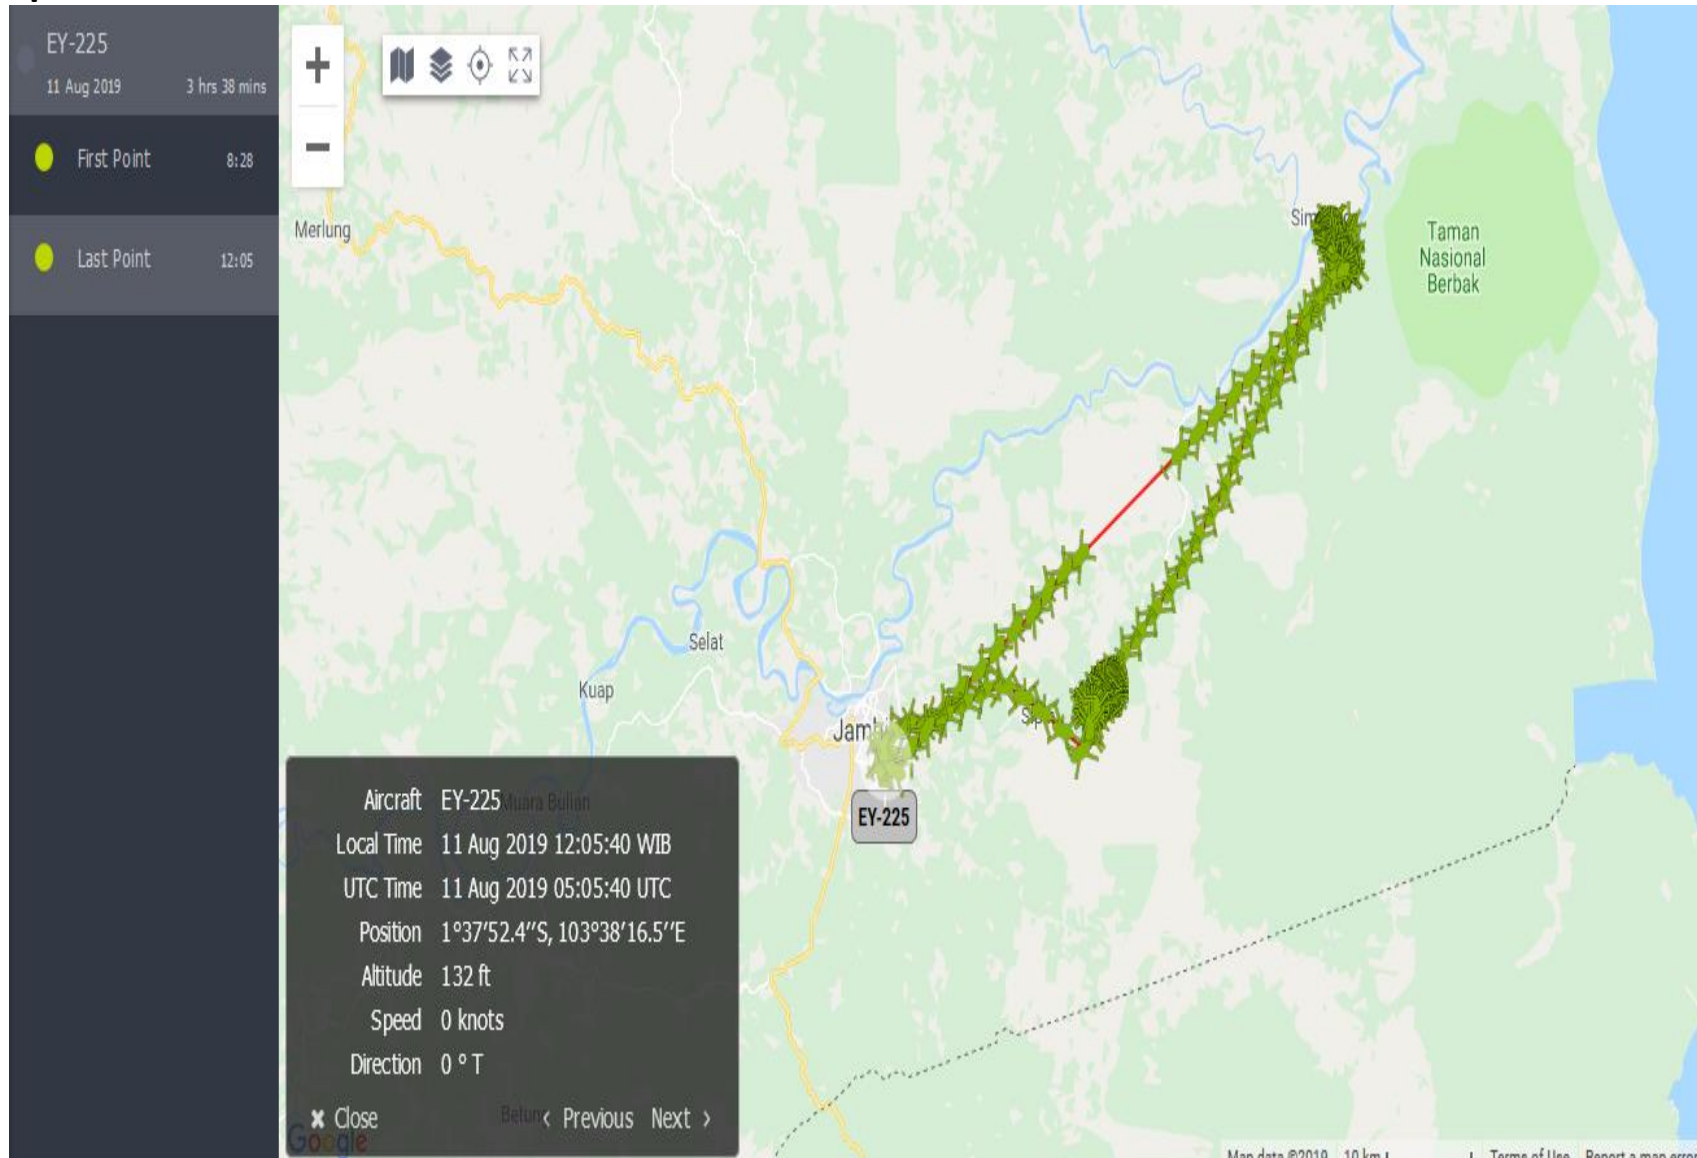 EY-225
11 Aug 2019 3 hrs 38 mins
First Point 8:28
Last Point 12:05
Merlung
Taman
Nasional
Berbak
Selat
Kuap
EY-225
Aircraft EY-225
Muara Bulian
Local Time 11 Aug 2019 12:05:40 WIB
UTC Time 11 Aug 2019 05:05:40 UTC
Position 1°37'52.4''S, 103°38'16.5''E
Altitude 132 ft
Speed 0 knots
Direction 0 ° T
✖ Close ‹ Previous Next ›
Google
Map data ©2019 10 km Terms of Use Report a map error